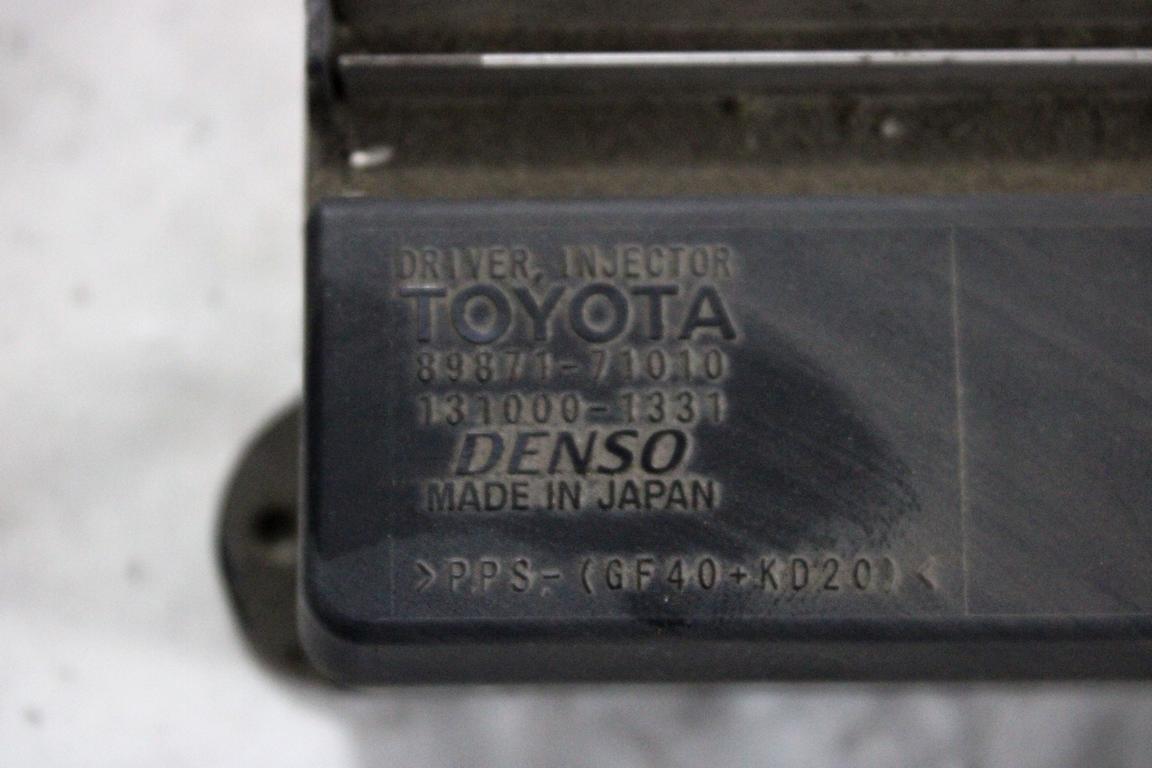 DRIVER, INJECTOR
TOYOTA
89871-71010
131000-1331
DENSO
MADE IN JAPAN
>PPS-(GF40+KD20)<